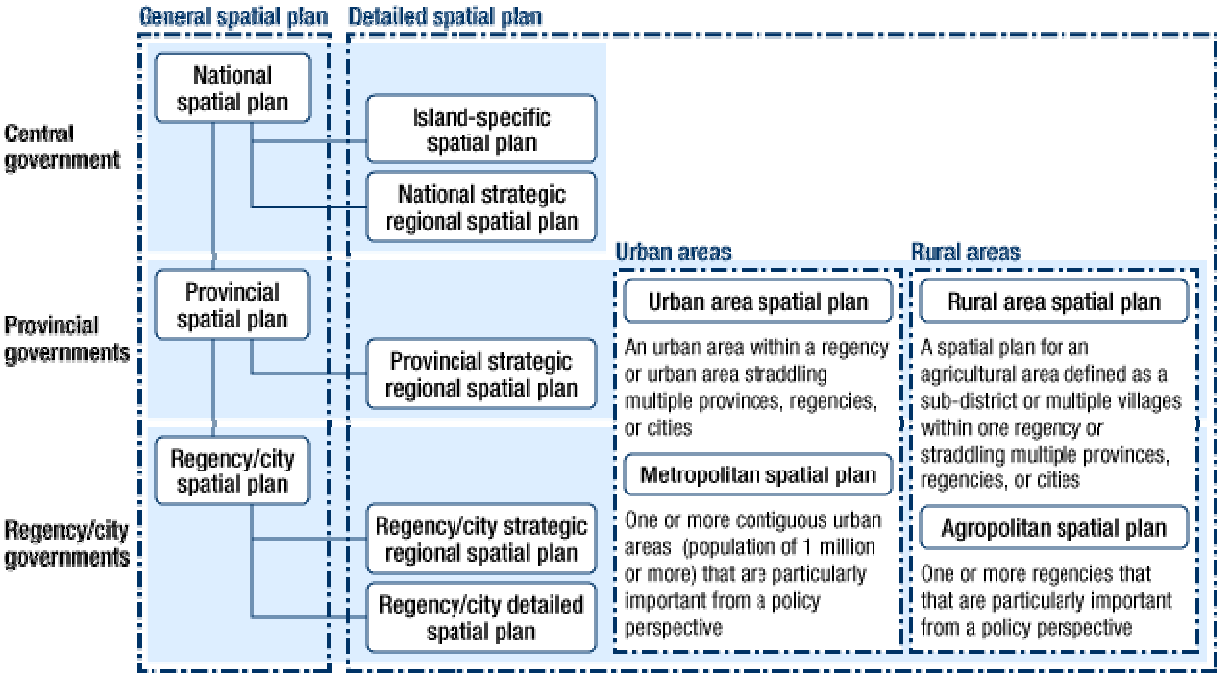 General spatial plan
Detailed spatial plan
Central
government
National
spatial plan
Island-specific
spatial plan
National strategic
regional spatial plan
Provincial
governments
Provincial
spatial plan
Provincial strategic
regional spatial plan
Regency/city
governments
Regency/city
spatial plan
Regency/city strategic
regional spatial plan
Regency/city detailed
spatial plan
Urban areas
Urban area spatial plan
An urban area within a regency
or urban area straddling
multiple provinces, regencies,
or cities
Metropolitan spatial plan
One or more contiguous urban
areas (population of 1 million
or more) that are particularly
important from a policy
perspective
Rural areas
Rural area spatial plan
A spatial plan for an
agricultural area defined as a
sub-district or multiple villages
within one regency or
straddling multiple provinces,
regencies, or cities
Agropolitan spatial plan
One or more regencies that
that are particularly important
from a policy perspective